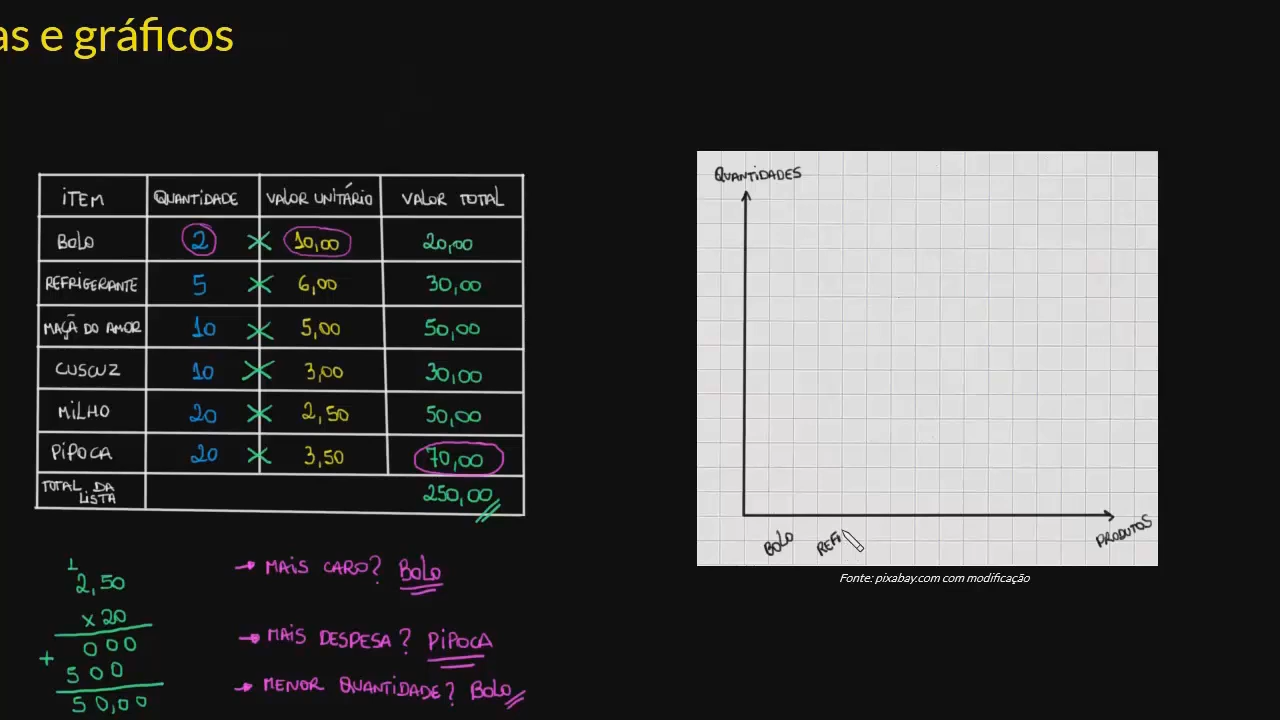 as e gráficos
ITEM QUANTIDADE VALOR UNITÁRIO VALOR TOTAL
BOLO 2 × 10,00 20,00
REFRIGERANTE 5 × 6,00 30,00
MAÇÃ DO AMOR 10 × 5,00 50,00
CUSCUZ 10 × 3,00 30,00
MILHO 20 × 2,50 50,00
PIPOCA 20 × 3,50 70,00
TOTAL DA LISTA 250,00
1
2,50
x 20
000
+ 500
50,00
→ MAIS CARO? BOLO
→ MAIS DESPESA? PIPOCA
→ MENOR QUANTIDADE? BOLO
QUANTIDADES
BOLO REFI PRODUTOS
Fonte: pixabay.com com modificação